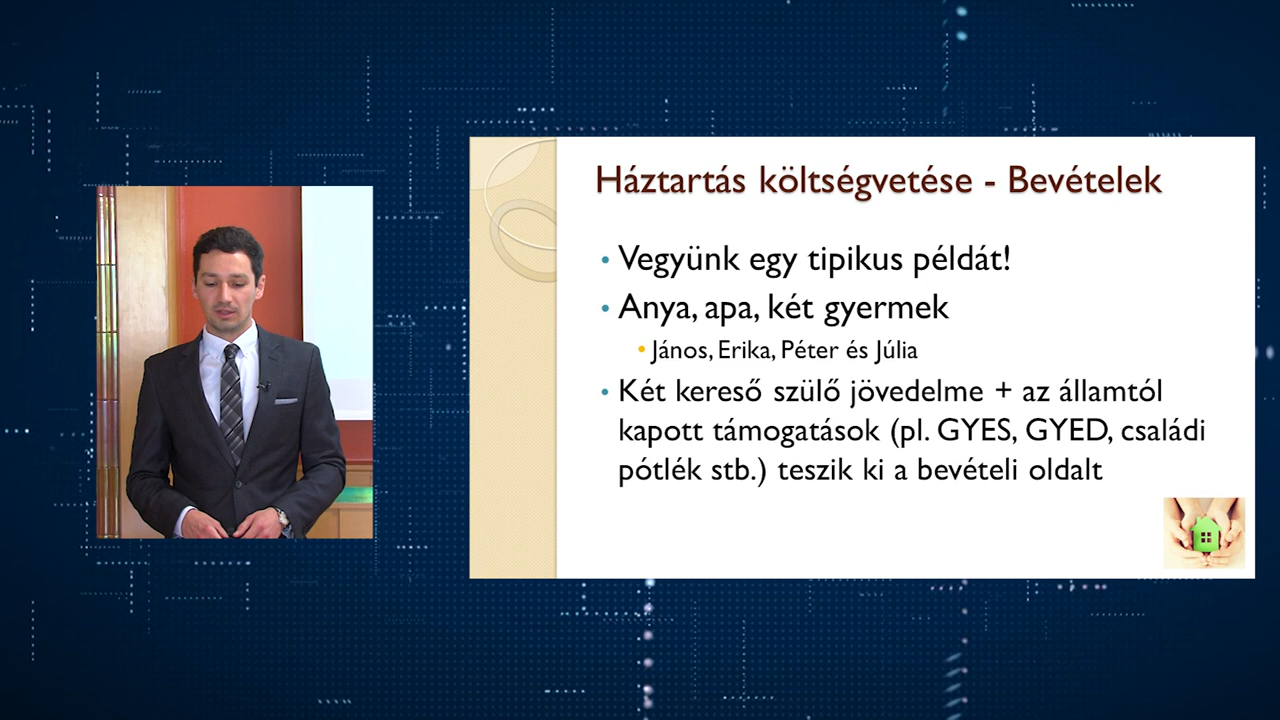 Háztartás költségvetése - Bevételek
• Vegyünk egy tipikus példát!
• Anya, apa, két gyermek
• János, Erika, Péter és Júlia
• Két kereső szülő jövedelme + az államtól
kapott támogatások (pl. GYES, GYED, családi
pótlék stb.) teszik ki a bevételi oldalt